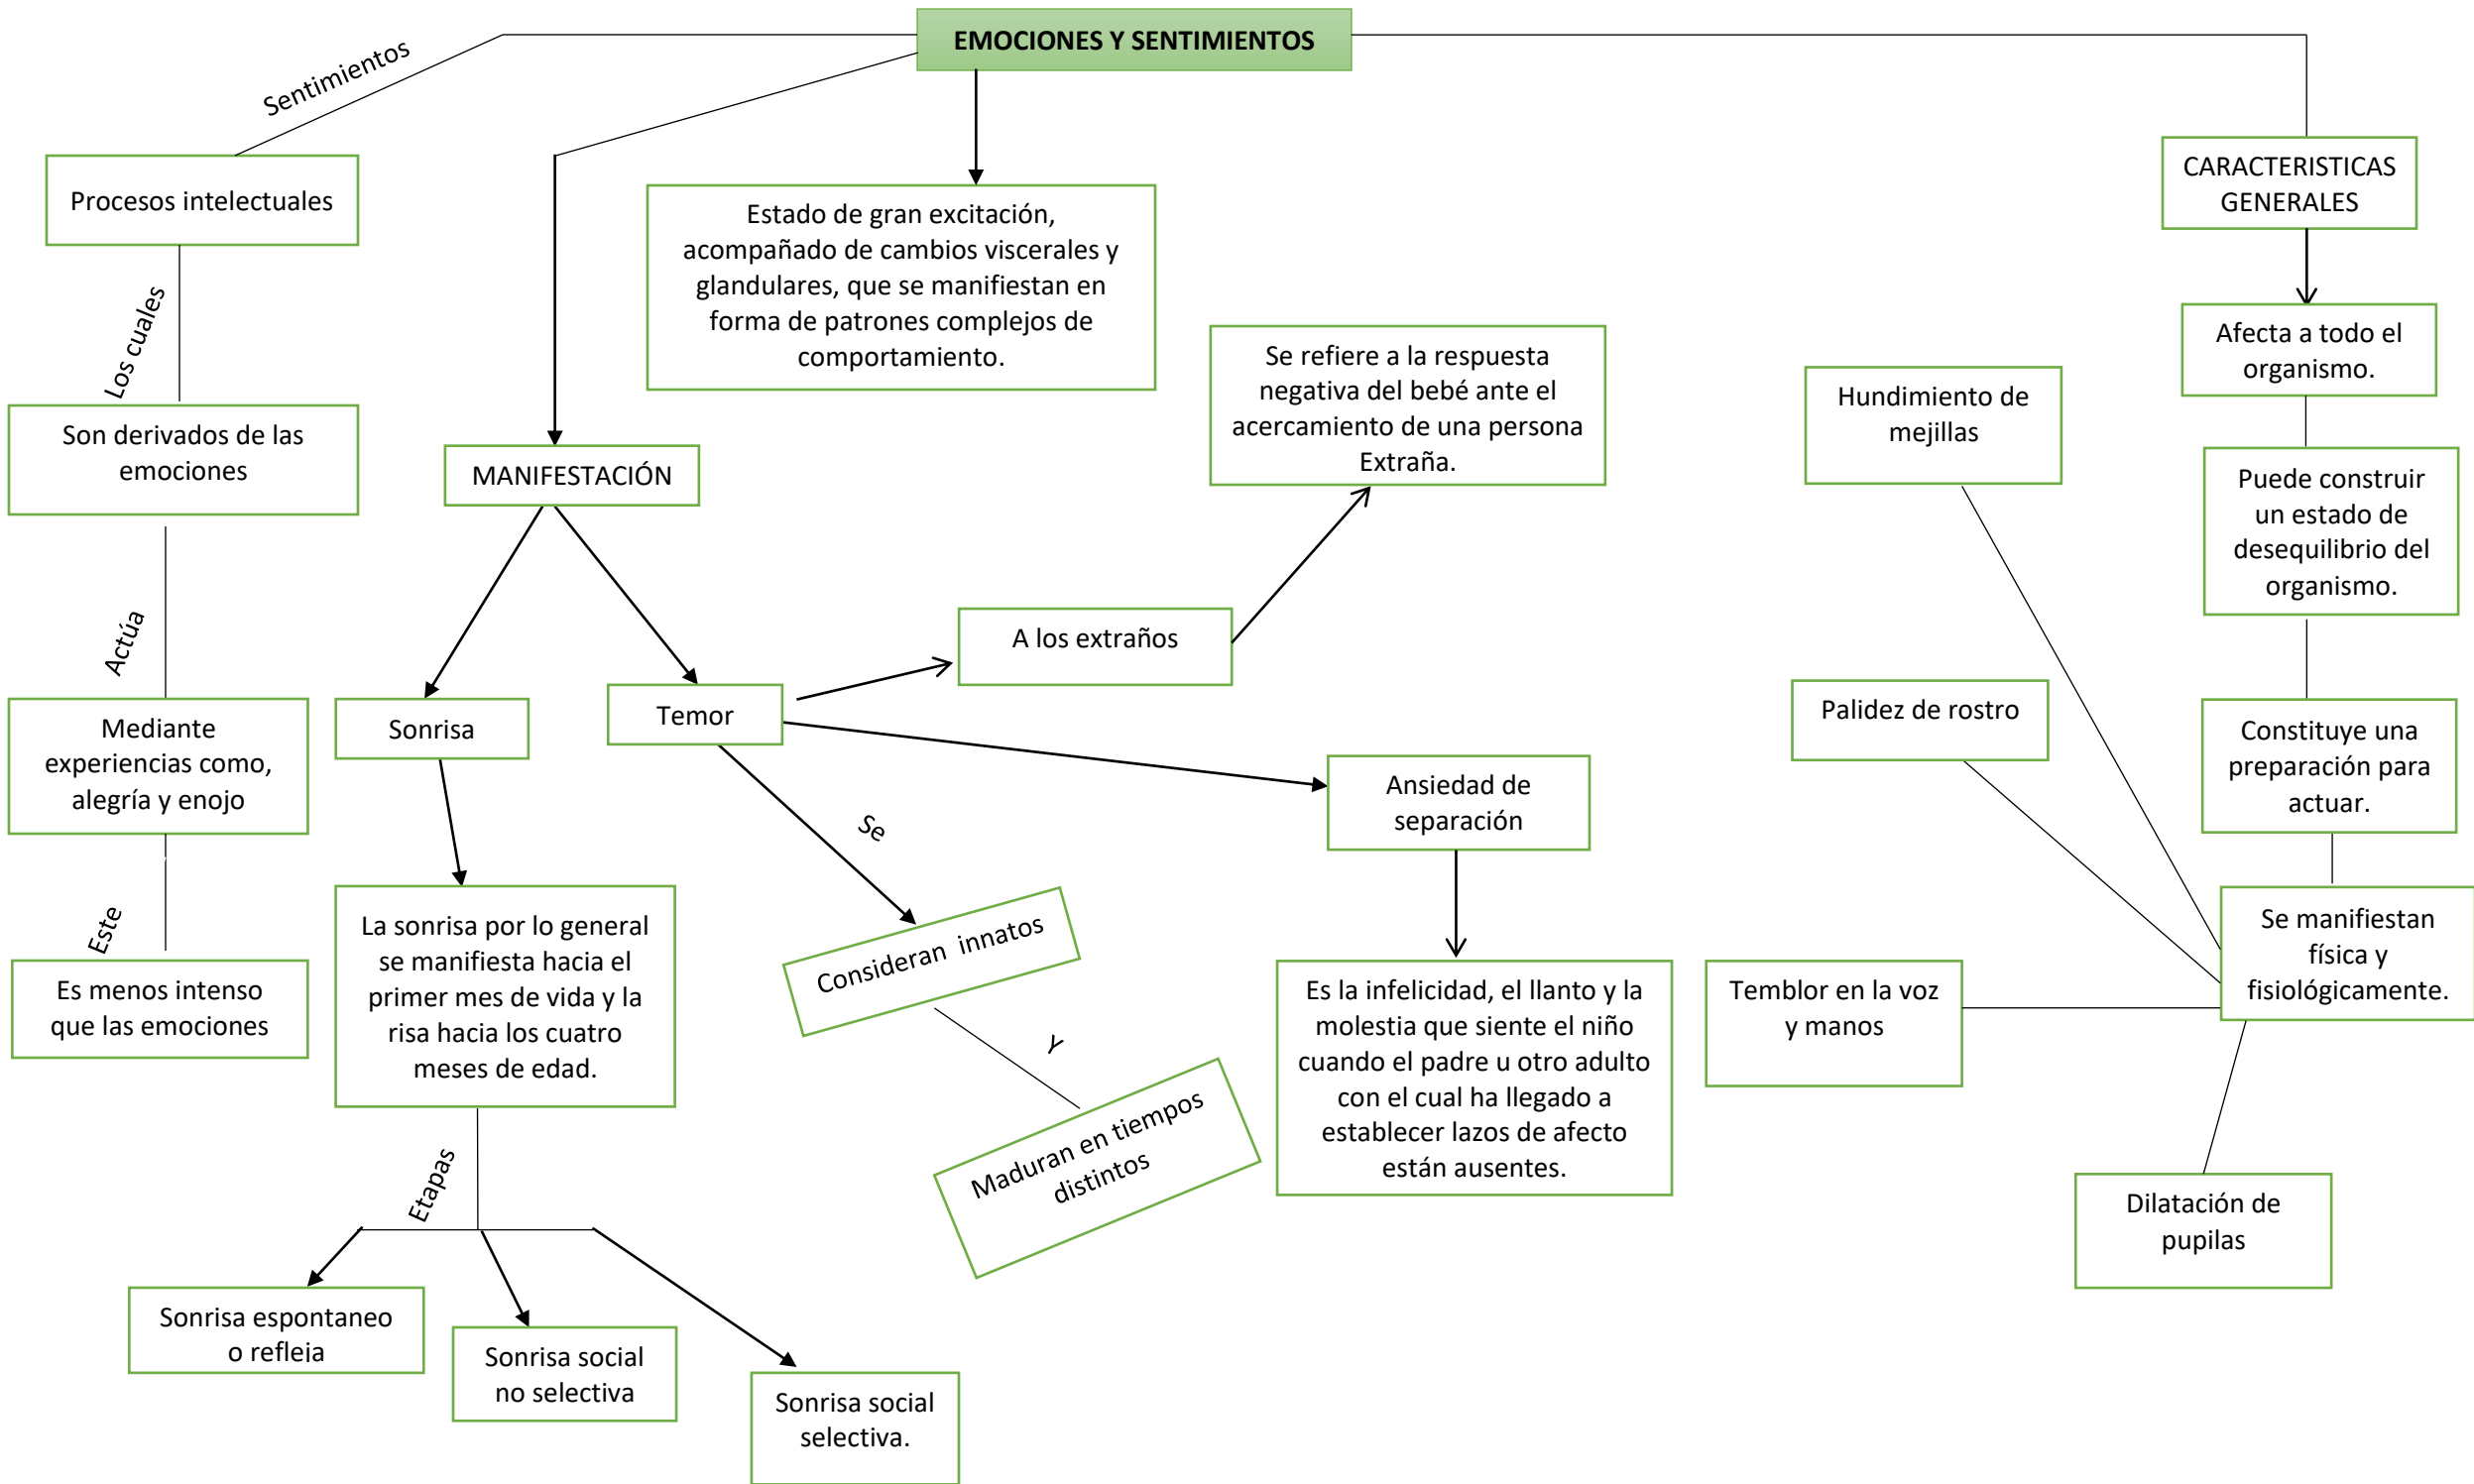 EMOCIONES Y SENTIMIENTOS
Sentimientos
Procesos intelectuales
Los cuales
Son derivados de las
emociones
Actúa
Mediante
experiencias como,
alegría y enojo
Este
Es menos intenso
que las emociones
MANIFESTACIÓN
Sonrisa
La sonrisa por lo general
se manifiesta hacia el
primer mes de vida y la
risa hacia los cuatro
meses de edad.
Etapas
Sonrisa espontaneo
o refleia
Sonrisa social
no selectiva
Sonrisa social
selectiva.
Temor
Se
Consideran innatos
Y
Maduran en tiempos
distintos
A los extraños
Se refiere a la respuesta
negativa del bebé ante el
acercamiento de una persona
Extraña.
Ansiedad de
separación
Es la infelicidad, el llanto y la
molestia que siente el niño
cuando el padre u otro adulto
con el cual ha llegado a
establecer lazos de afecto
están ausentes.
Estado de gran excitación,
acompañado de cambios viscerales y
glandulares, que se manifiestan en
forma de patrones complejos de
comportamiento.
CARACTERISTICAS
GENERALES
Afecta a todo el
organismo.
Puede construir
un estado de
desequilibrio del
organismo.
Constituye una
preparación para
actuar.
Se manifiestan
física y
fisiológicamente.
Hundimiento de
mejillas
Palidez de rostro
Temblor en la voz
y manos
Dilatación de
pupilas